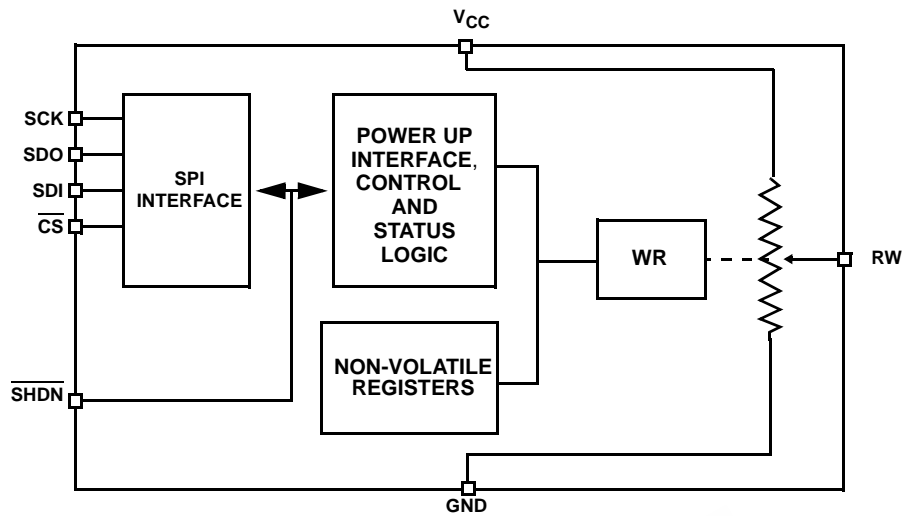 VCC
SCK
SDO
SDI
CS
SHDN
SPI
INTERFACE
POWER UP
INTERFACE,
CONTROL
AND
STATUS
LOGIC
NON-VOLATILE
REGISTERS
WR
RW
GND